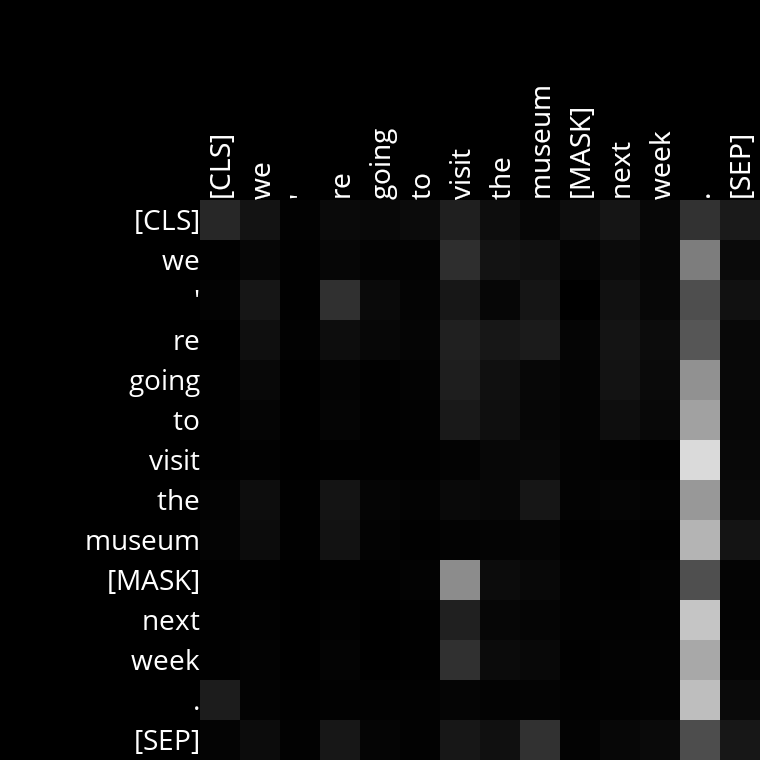 [CLS] we ' re going to visit the museum [MASK] next week . [SEP]
[CLS]
we
'
re
going
to
visit
the
museum
[MASK]
next
week
.
[SEP]